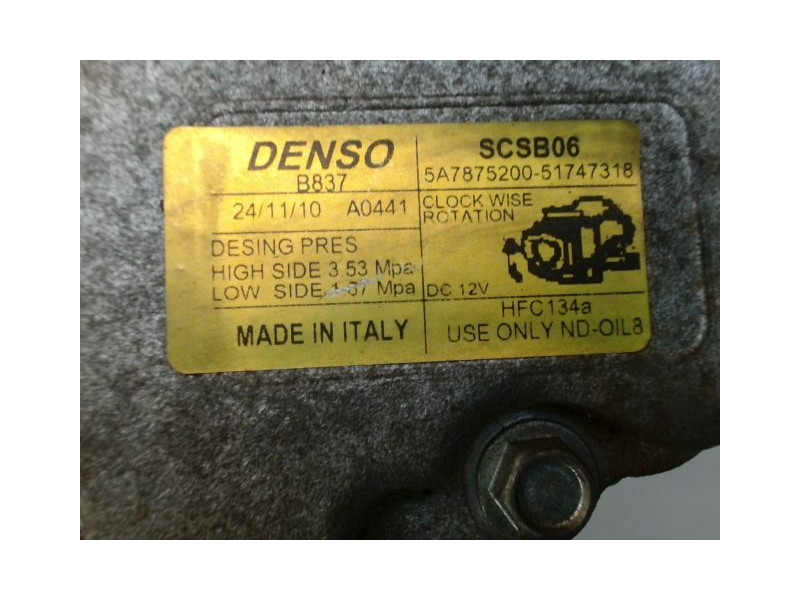 DENSO
B837
24/11/10 A0441
DESING PRES
HIGH SIDE 3.53 Mpa
LOW SIDE 1.67 Mpa
MADE IN ITALY
SCSB06
5A7875200-51747318
CLOCK WISE
ROTATION
DC 12V
HFC134a
USE ONLY ND-OIL8